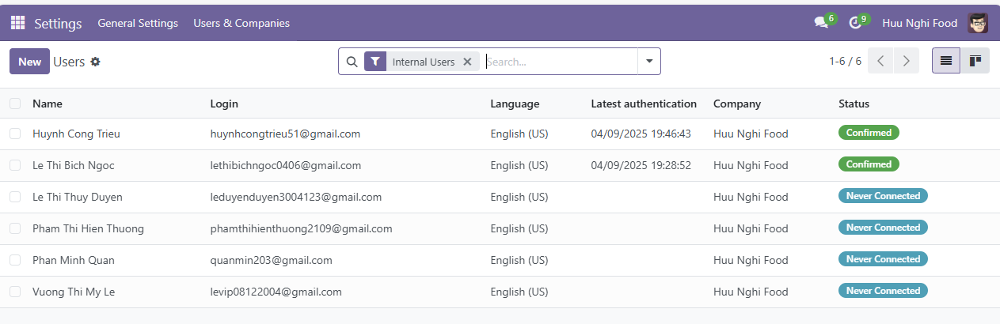 Settings General Settings Users & Companies 6 9 Huu Nghi Food
New Users Internal Users Search... 1-6 / 6
Name Login Language Latest authentication Company Status
Huynh Cong Trieu huynhcongtrieu51@gmail.com English (US) 04/09/2025 19:46:43 Huu Nghi Food Confirmed
Le Thi Bich Ngoc lethibichngoc0406@gmail.com English (US) 04/09/2025 19:28:52 Huu Nghi Food Confirmed
Le Thi Thuy Duyen leduyenduyen3004123@gmail.com English (US) Huu Nghi Food Never Connected
Pham Thi Hien Thuong phamthihienthuong2109@gmail.com English (US) Huu Nghi Food Never Connected
Phan Minh Quan quanmin203@gmail.com English (US) Huu Nghi Food Never Connected
Vuong Thi My Le levip08122004@gmail.com English (US) Huu Nghi Food Never Connected